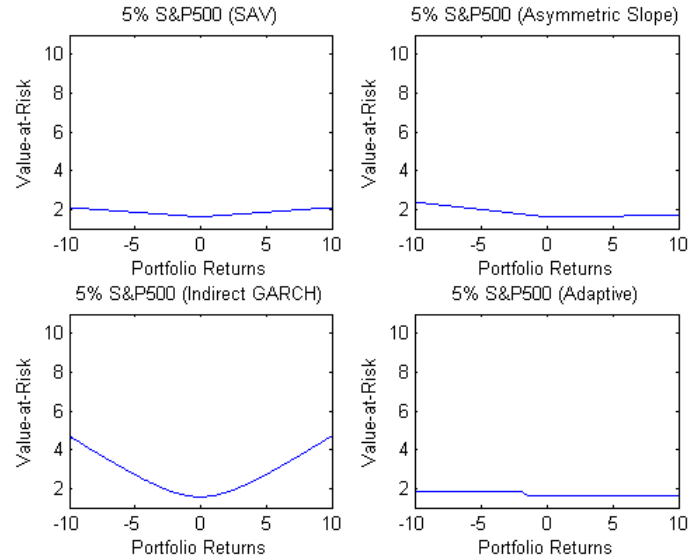 5% S&P500 (SAV)
10
8
6
4
2
Value-at-Risk
-10 -5 0 5 10
Portfolio Returns
5% S&P500 (Asymmetric Slope)
10
8
6
4
2
Value-at-Risk
-10 -5 0 5 10
Portfolio Returns
5% S&P500 (Indirect GARCH)
10
8
6
4
2
Value-at-Risk
-10 -5 0 5 10
Portfolio Returns
5% S&P500 (Adaptive)
10
8
6
4
2
Value-at-Risk
-10 -5 0 5 10
Portfolio Returns